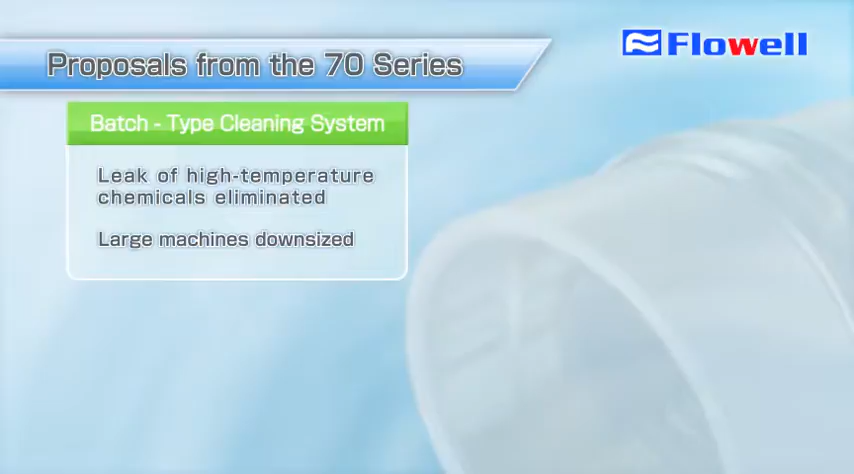 Proposals from the 70 Series
Flowell
Batch - Type Cleaning System
Leak of high-temperature
chemicals eliminated
Large machines downsized